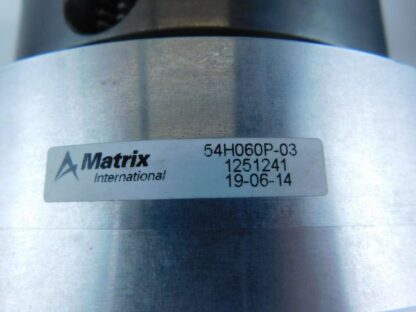 Matrix
International
54H060P-03
1251241
19-06-14